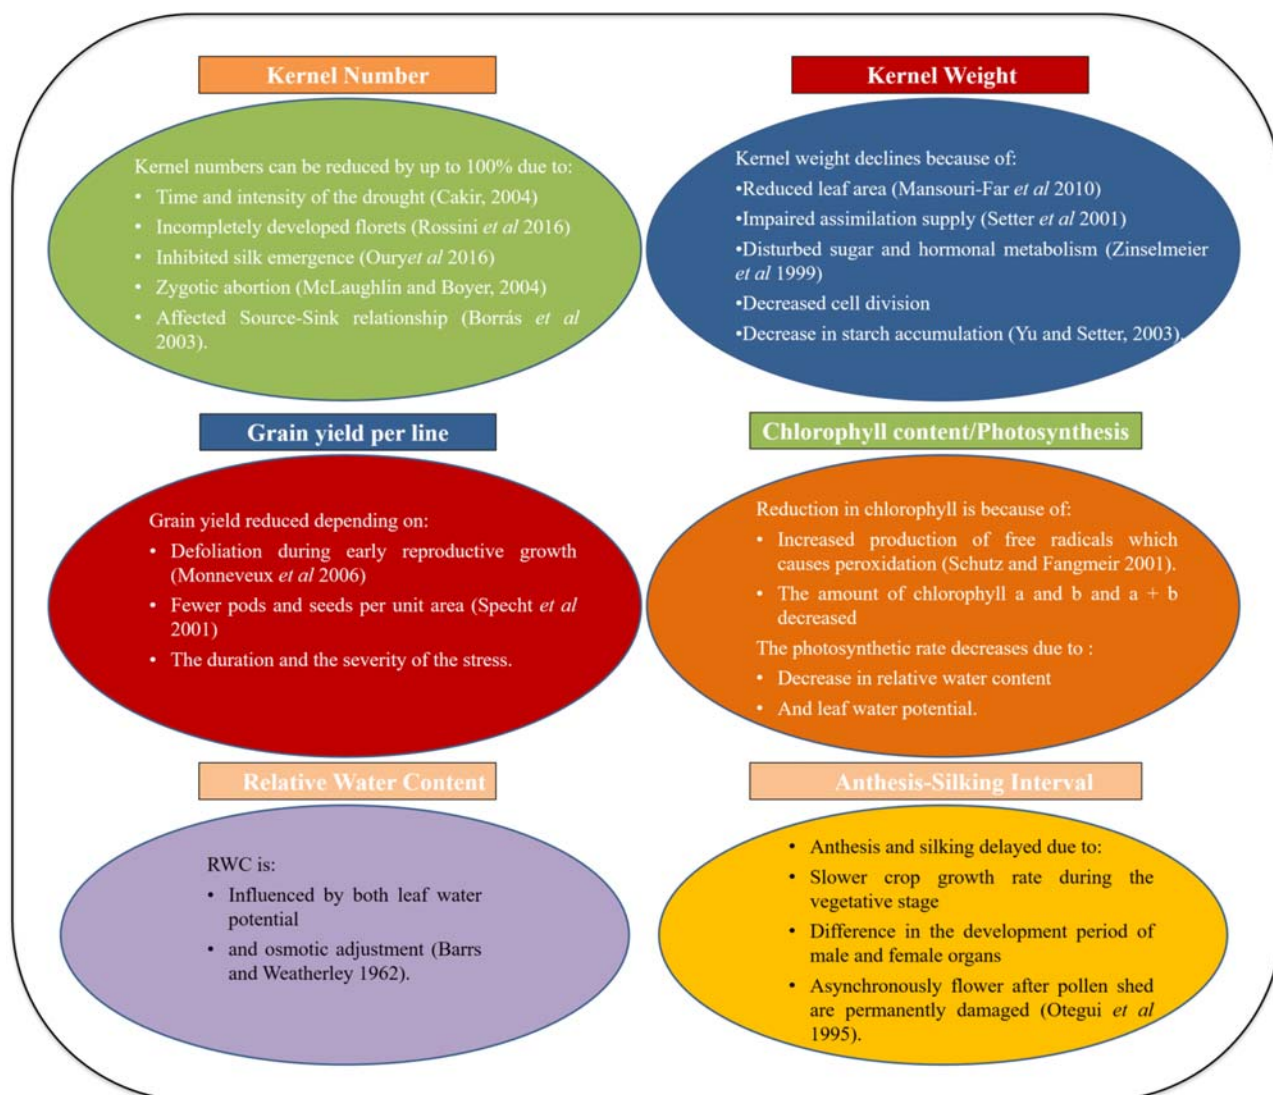 Kernel Number
Kernel numbers can be reduced by up to 100% due to:
• Time and intensity of the drought (Cakir, 2004)
• Incompletely developed florets (Rossini et al 2016)
• Inhibited silk emergence (Ouryet al 2016)
• Zygotic abortion (McLaughlin and Boyer, 2004)
• Affected Source-Sink relationship (Borrás et al
2003).
Kernel Weight
Kernel weight declines because of:
•Reduced leaf area (Mansouri-Far et al 2010)
•Impaired assimilation supply (Setter et al 2001)
•Disturbed sugar and hormonal metabolism (Zinselmeier
et al 1999)
•Decreased cell division
•Decrease in starch accumulation (Yu and Setter, 2003).
Grain yield per line
Grain yield reduced depending on:
• Defoliation during early reproductive growth
(Monneveux et al 2006)
• Fewer pods and seeds per unit area (Specht et al
2001)
• The duration and the severity of the stress.
Chlorophyll content/Photosynthesis
Reduction in chlorophyll is because of:
• Increased production of free radicals which
causes peroxidation (Schutz and Fangmeir 2001).
• The amount of chlorophyll a and b and a + b
decreased
The photosynthetic rate decreases due to :
• Decrease in relative water content
• And leaf water potential.
Relative Water Content
RWC is:
• Influenced by both leaf water
potential
• and osmotic adjustment (Barrs
and Weatherley 1962).
Anthesis-Silking Interval
• Anthesis and silking delayed due to:
• Slower crop growth rate during the
vegetative stage
• Difference in the development period of
male and female organs
• Asynchronously flower after pollen shed
are permanently damaged (Otegui et al
1995).